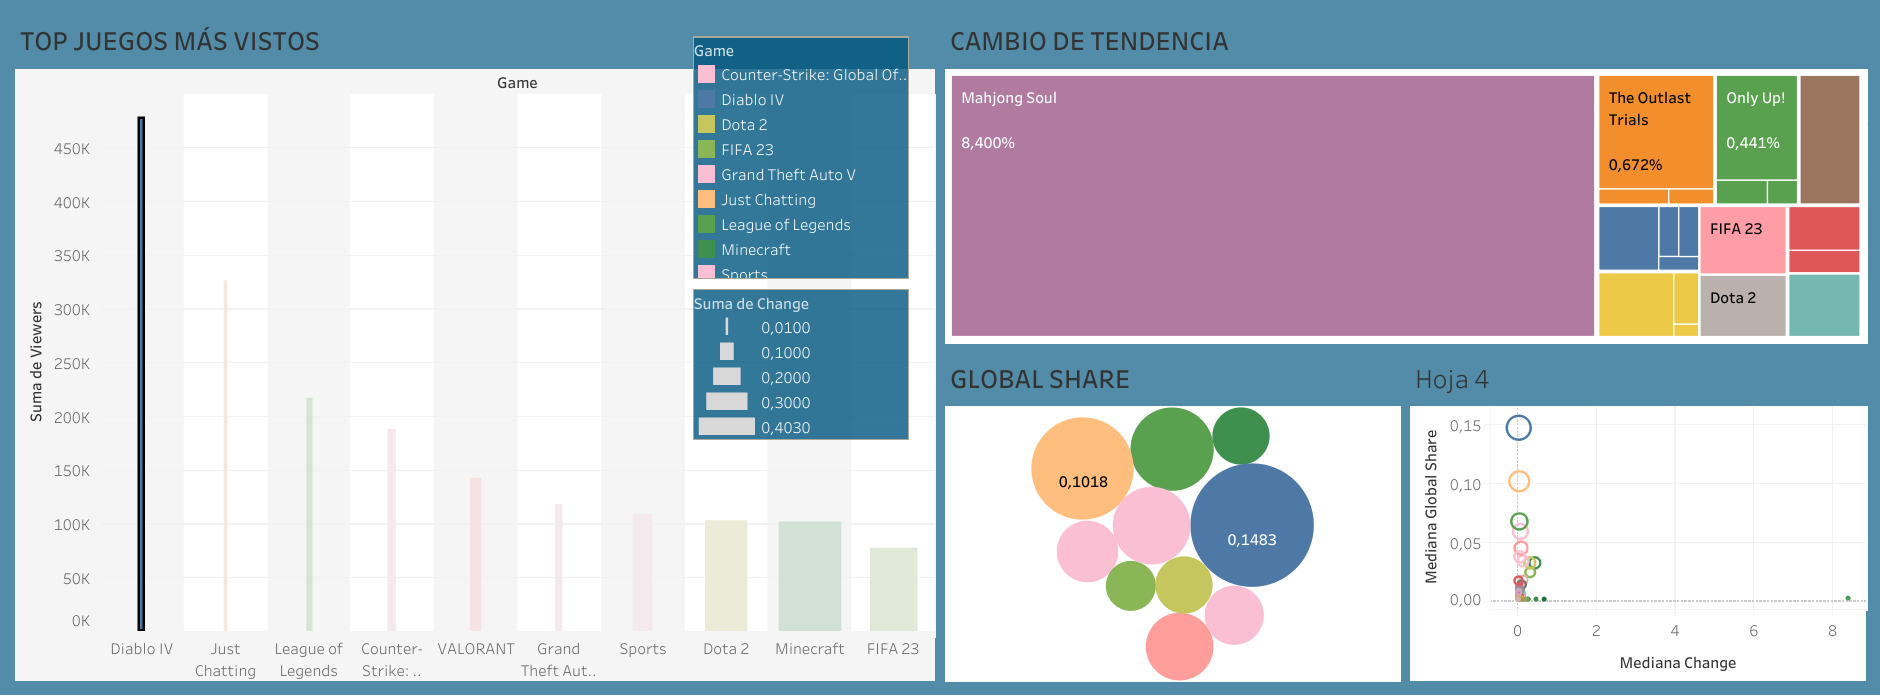 TOP JUEGOS MÁS VISTOS
Game
Suma de Viewers
450K
400K
350K
300K
250K
200K
150K
100K
50K
0K
Diablo IV
Just
Chatting
League of
Legends
Counter-
Strike: ..
VALORANT
Grand
Theft Aut..
Sports
Dota 2
Minecraft
FIFA 23
Game
Counter-Strike: Global Of..
Diablo IV
Dota 2
FIFA 23
Grand Theft Auto V
Just Chatting
League of Legends
Minecraft
Sports
Suma de Change
0,0100
0,1000
0,2000
0,3000
0,4030
CAMBIO DE TENDENCIA
Mahjong Soul
8,400%
The Outlast
Trials
0,672%
Only Up!
0,441%
FIFA 23
Dota 2
GLOBAL SHARE
0,1018
0,1483
Hoja 4
Mediana Global Share
0,15
0,10
0,05
0,00
0
2
4
6
8
Mediana Change